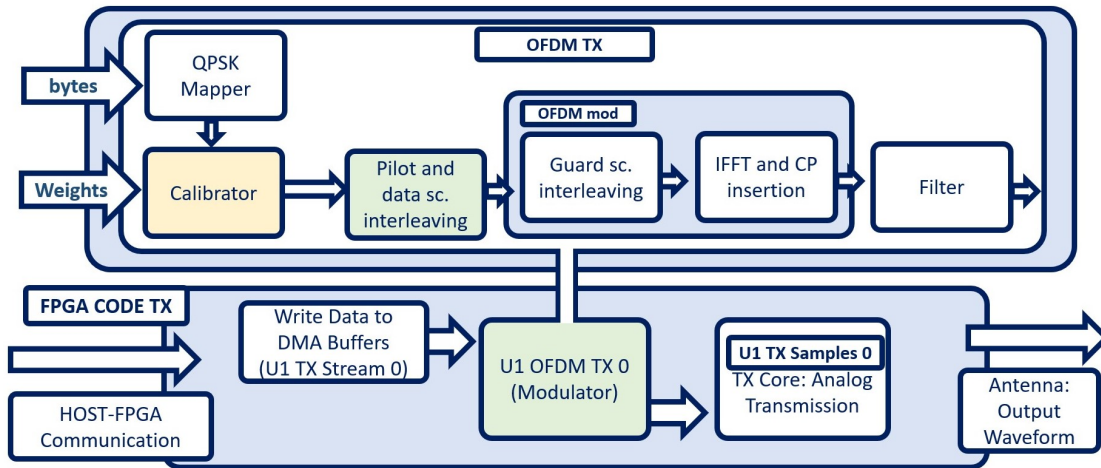 OFDM TX
bytes
QPSK
Mapper
OFDM mod
Weights
Calibrator
Pilot and
data sc.
interleaving
Guard sc.
interleaving
IFFT and CP
insertion
Filter
FPGA CODE TX
Write Data to
DMA Buffers
(U1 TX Stream 0)
U1 OFDM TX 0
(Modulator)
U1 TX Samples 0
TX Core: Analog
Transmission
HOST-FPGA
Communication
Antenna:
Output
Waveform